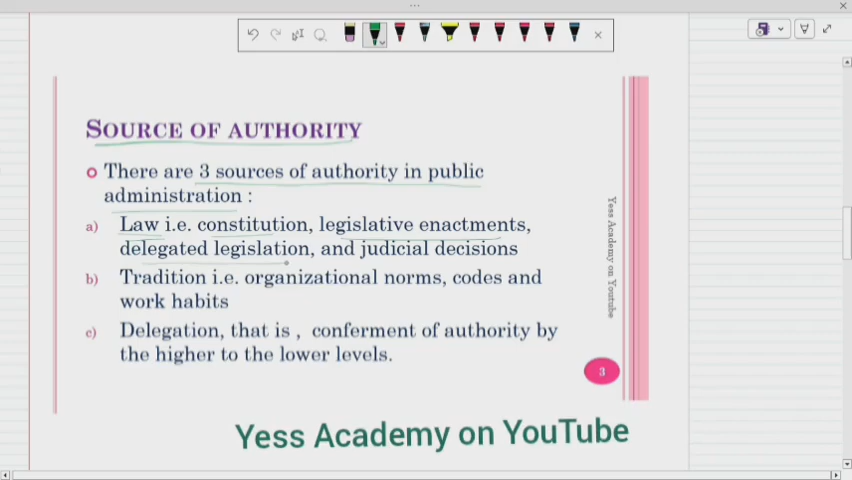 SOURCE OF AUTHORITY
There are 3 sources of authority in public
administration :
a) Law i.e. constitution, legislative enactments,
delegated legislation, and judicial decisions
b) Tradition i.e. organizational norms, codes and
work habits
c) Delegation, that is , conferment of authority by
the higher to the lower levels.
Yess Academy on Youtube
3
Yess Academy on YouTube